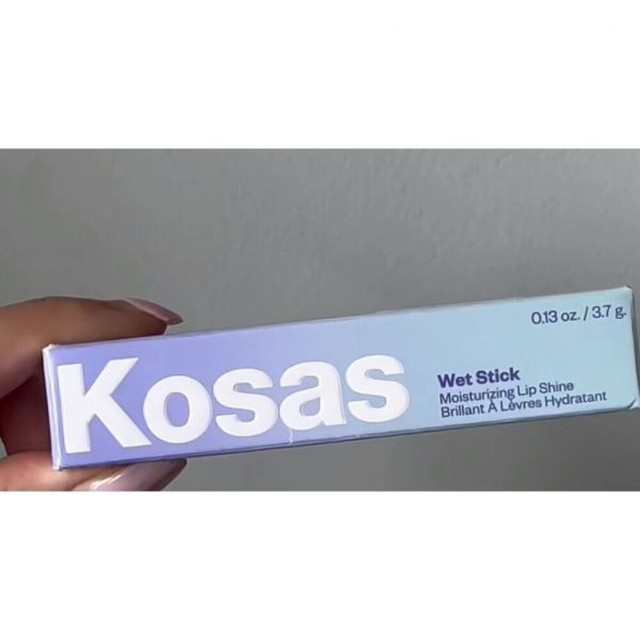 0.13 oz. / 3.7 g.
Kosas
Wet Stick
Moisturizing Lip Shine
Brillant À Lèvres Hydratant